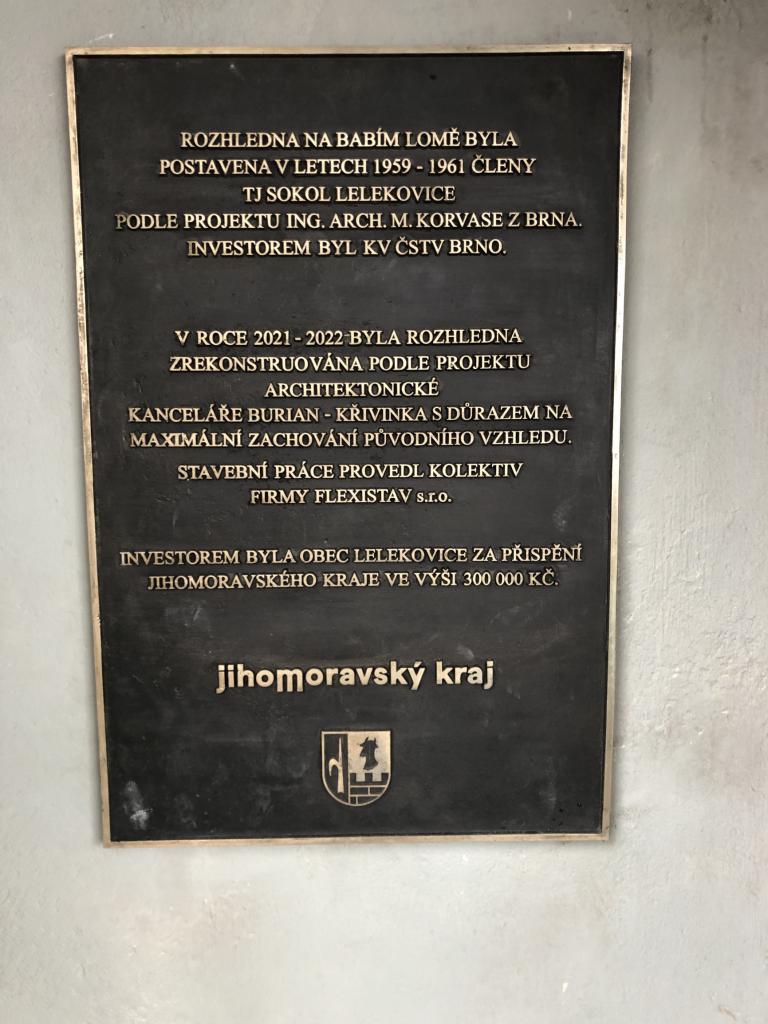 ROZHLEDNA NA BABÍM LOMĚ BYLA
POSTAVENA V LETECH 1959 - 1961 ČLENY
TJ SOKOL LELEKOVICE
PODLE PROJEKTU ING. ARCH. M. KORVASE Z BRNA.
INVESTOREM BYL KV ČSTV BRNO.
V ROCE 2021 - 2022 BYLA ROZHLEDNA
ZREKONSTRUOVÁNA PODLE PROJEKTU
ARCHITEKTONICKÉ
KANCELÁŘE BURIAN - KŘIVINKA S DŮRAZEM NA
MAXIMÁLNÍ ZACHOVÁNÍ PŮVODNÍHO VZHLEDU.
STAVEBNÍ PRÁCE PROVEDL KOLEKTIV
FIRMY FLEXISTAV s.r.o.
INVESTOREM BYLA OBEC LELEKOVICE ZA PŘISPĚNÍ
JIHOMORAVSKÉHO KRAJE VE VÝŠI 300 000 KČ.
jihomoravský kraj